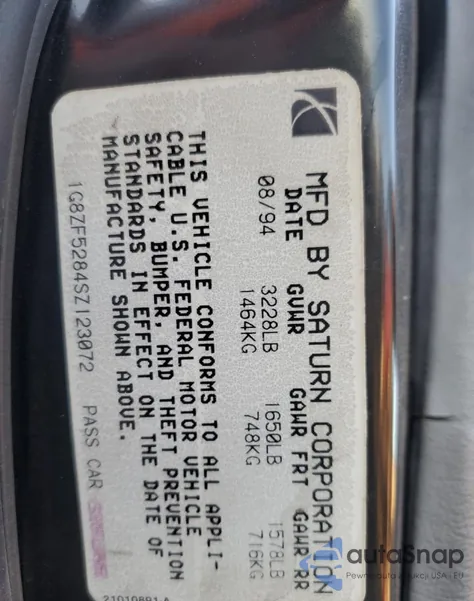 MFD BY SATURN CORPORATION
DATE GVWR GAWR FRT GAWR RR
08/94 3228LB 1650LB 1578LB
1464KG 748KG 716KG
THIS VEHICLE CONFORMS TO ALL APPLI-
CABLE U.S. FEDERAL MOTOR VEHICLE
SAFETY, BUMPER, AND THEFT PREVENTION
STANDARDS IN EFFECT ON THE DATE OF
MANUFACTURE SHOWN ABOVE.
1G8ZF5284SZ123072 PASS CAR
21010891 A
autoSnap